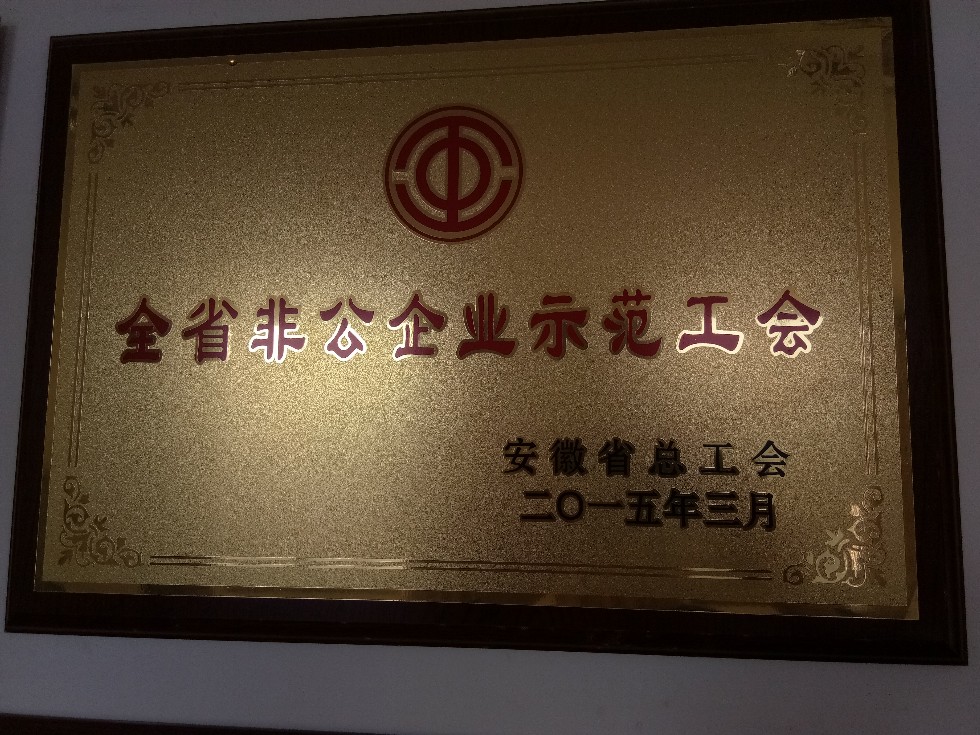 全省非公企业示范工会
安徽省总工会
二〇一五年三月